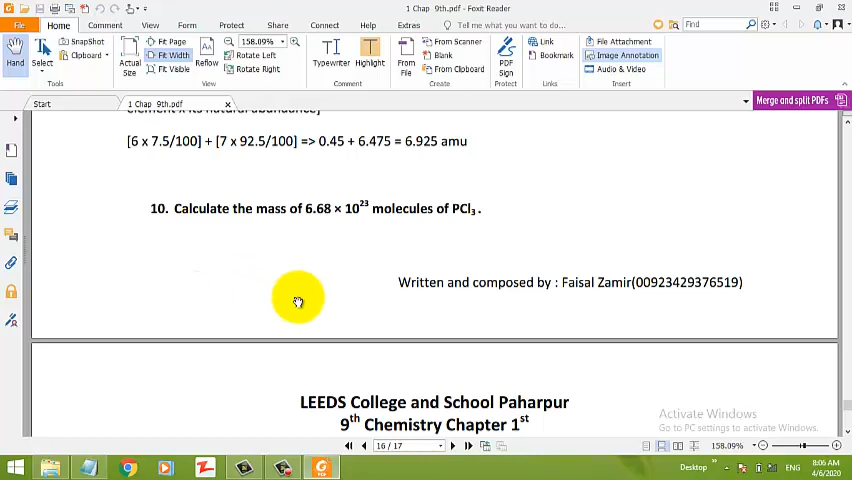 1 Chap 9th.pdf - Foxit Reader
File Home Comment View Form Protect Share Connect Help Extras Tell me what you want to do... Find
Hand Select SnapShot Clipboard Actual Size Fit Page Fit Width Fit Visible Reflow 158.09% Rotate Left Rotate Right Typewriter Highlight From File From Scanner Blank From Clipboard PDF Sign Link Bookmark File Attachment Image Annotation Audio & Video
Tools View Comment Create Protect Links Insert
Start 1 Chap 9th.pdf Merge and split PDFs
element x its natural abundance]
[6 x 7.5/100] + [7 x 92.5/100] => 0.45 + 6.475 = 6.925 amu
10. Calculate the mass of 6.68 × 10²³ molecules of PCl₃.
Written and composed by : Faisal Zamir(00923429376519)
LEEDS College and School Paharpur
9ᵗʰ Chemistry Chapter 1ˢᵗ
Activate Windows
Go to PC settings to activate Windows.
16 / 17 158.09%
Desktop ENG 8:06 AM
4/6/2020